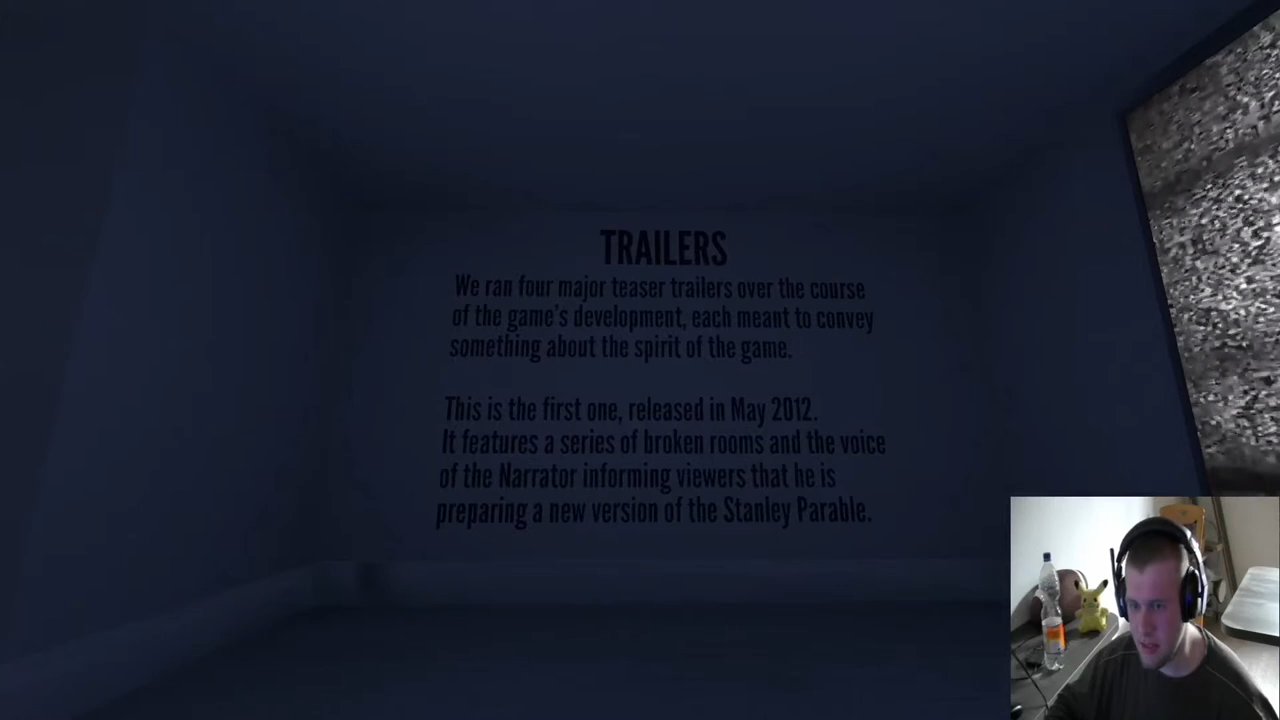 TRAILERS
We ran four major teaser trailers over the course
of the game's development, each meant to convey
something about the spirit of the game.
This is the first one, released in May 2012.
It features a series of broken rooms and the voice
of the Narrator informing viewers that he is
preparing a new version of the Stanley Parable.